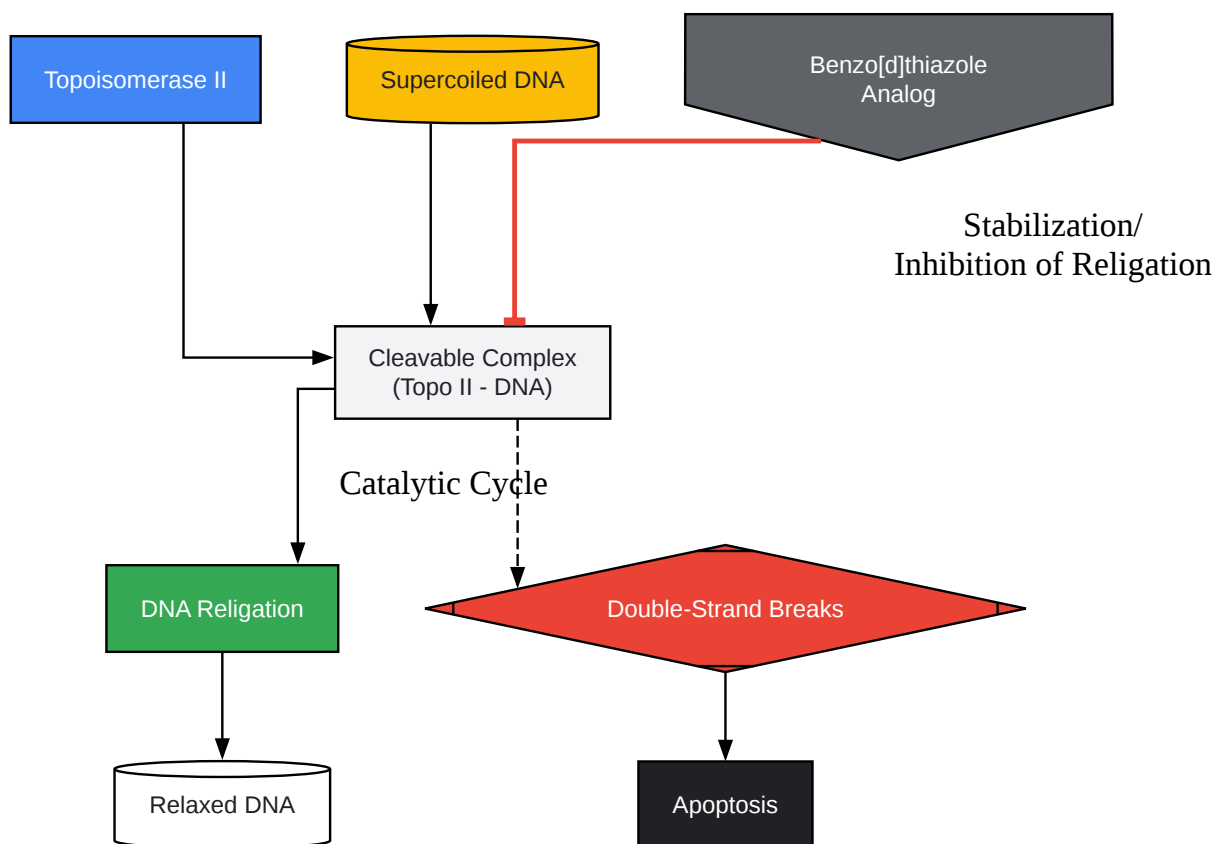 Topoisomerase II
Supercoiled DNA
Benzo[d]thiazole
Analog
Stabilization/
Inhibition of Religation
Cleavable Complex
(Topo II - DNA)
Catalytic Cycle
DNA Religation
Double-Strand Breaks
Relaxed DNA
Apoptosis